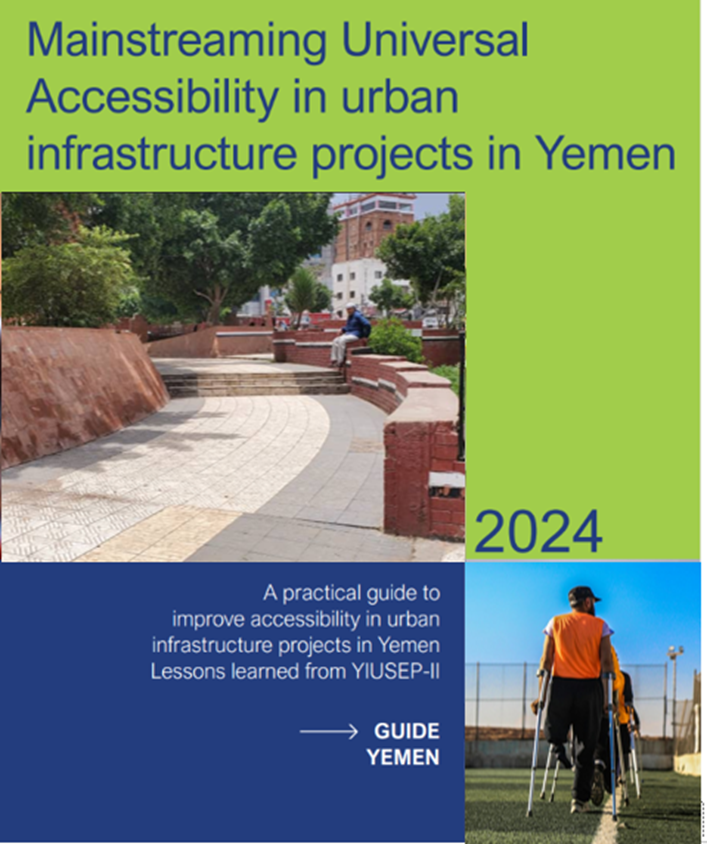 Mainstreaming Universal
Accessibility in urban
infrastructure projects in Yemen
2024
A practical guide to
improve accessibility in urban
infrastructure projects in Yemen
Lessons learned from YIUSEP-II
GUIDE
YEMEN